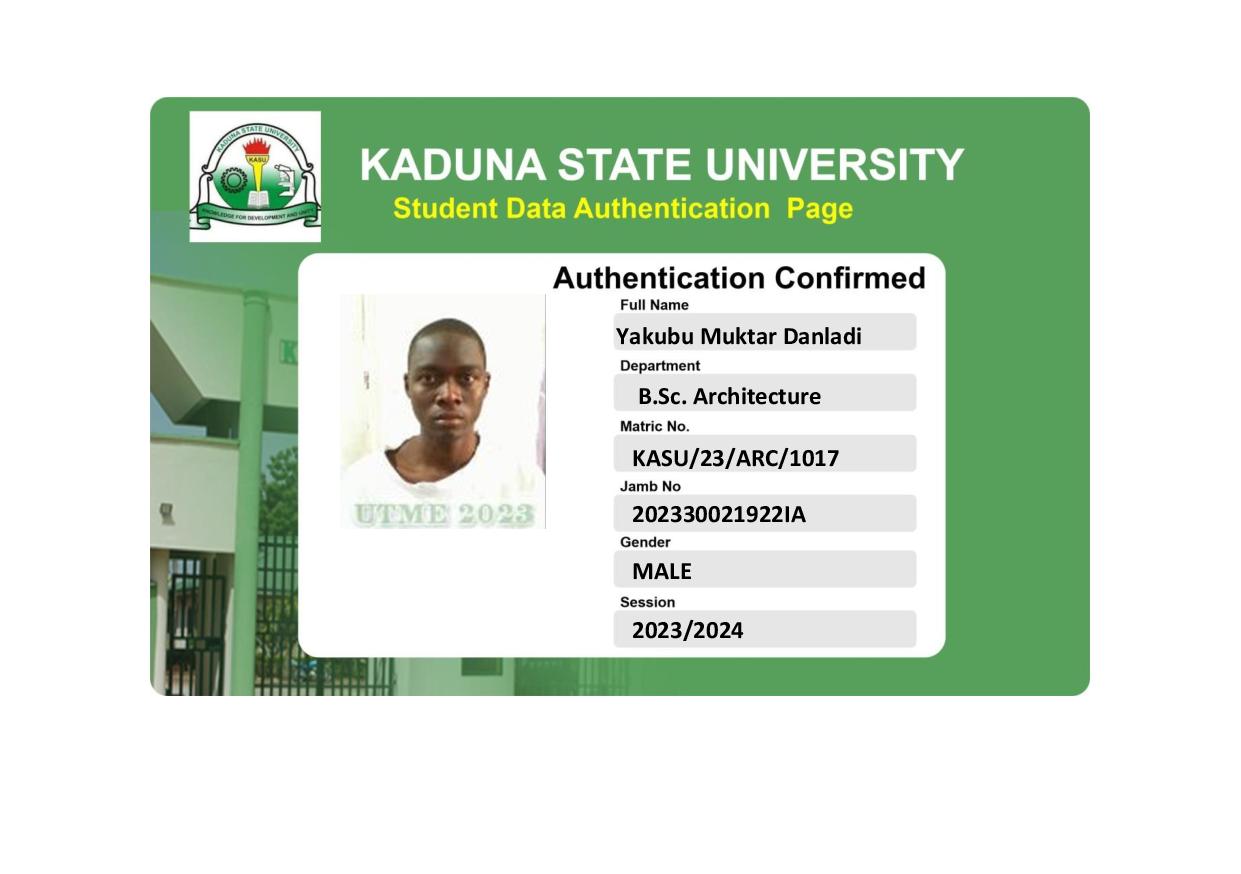 KADUNA STATE UNIVERSITY
KASU
KNOWLEDGE FOR DEVELOPMENT AND UNITY
KADUNA STATE UNIVERSITY
Student Data Authentication Page
K
Authentication Confirmed
Full Name
Yakubu Muktar Danladi
Department
B.Sc. Architecture
Matric No.
KASU/23/ARC/1017
Jamb No
202330021922IA
Gender
MALE
Session
2023/2024
UTME 2023